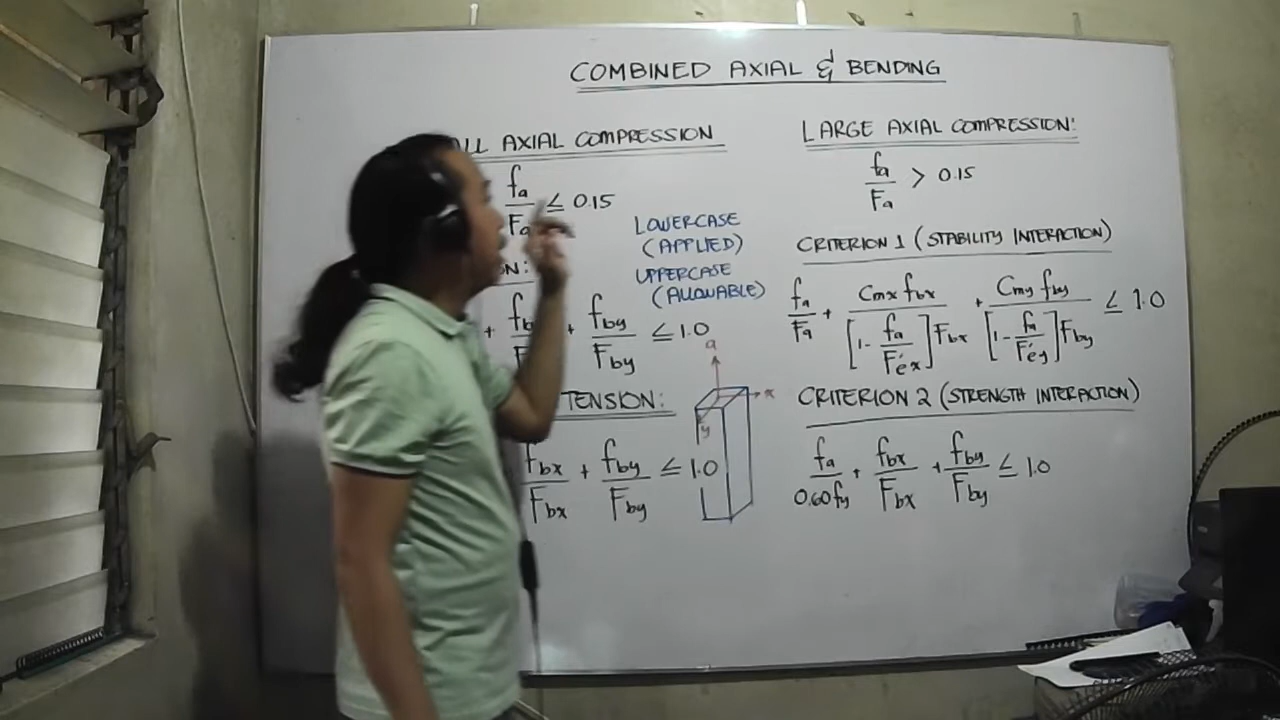 COMBINED AXIAL & BENDING
AXIAL COMPRESSION
fa/Fa ≤ 0.15
LOWERCASE
(APPLIED)
UPPERCASE
(ALLOWABLE)
+ + fby/Fby ≤ 1.0
a
x
y
TENSION:
fbx/Fbx + fby/Fby ≤ 1.0
LARGE AXIAL COMPRESSION:
fa/Fa > 0.15
CRITERION 1 (STABILITY INTERACTION)
fa/Fa + Cmx fbx/[1-fa/F'ex]Fbx + Cmy fby/[1-fa/F'ey]Fby ≤ 1.0
CRITERION 2 (STRENGTH INTERACTION)
fa/0.60fy + fbx/Fbx + fby/Fby ≤ 1.0